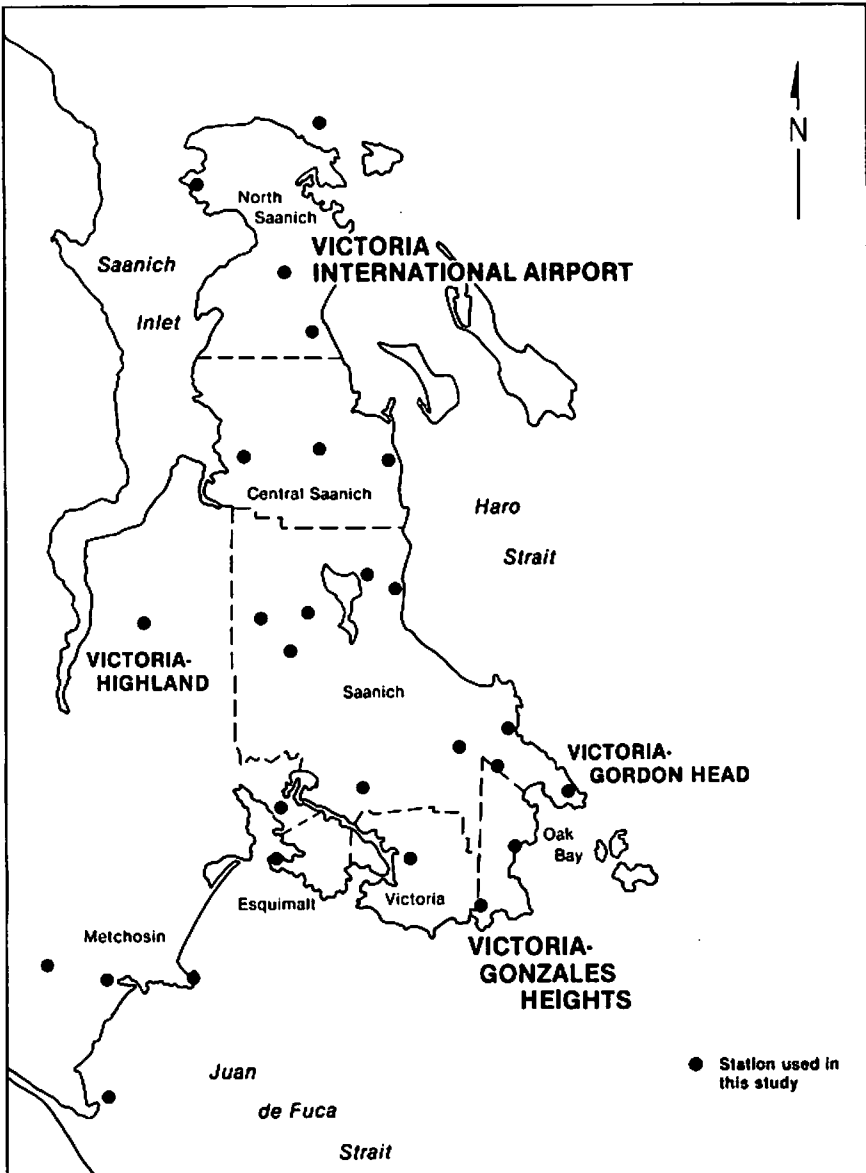 N
North
Saanich
VICTORIA
INTERNATIONAL AIRPORT
Saanich
Inlet
Central Saanich
Haro
Strait
VICTORIA-
HIGHLAND
Saanich
VICTORIA-
GORDON HEAD
Oak
Bay
Esquimalt
Victoria
Metchosin
VICTORIA-
GONZALES
HEIGHTS
Juan
de Fuca
Strait
Station used in
this study